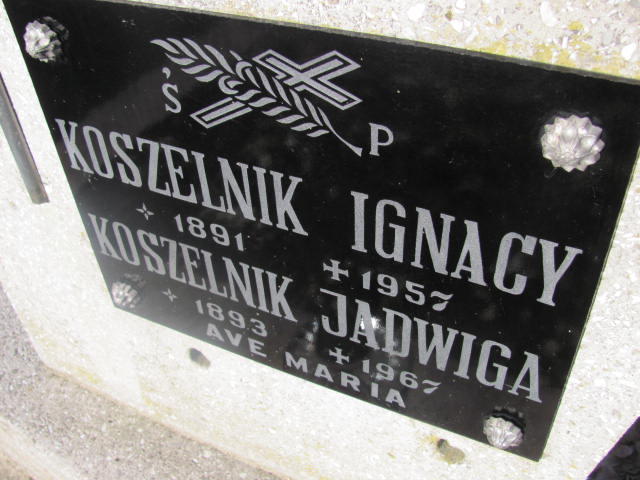 Ś P
KOSZELNIK IGNACY
1891 1957
KOSZELNIK JADWIGA
1893 1967
AVE MARIA